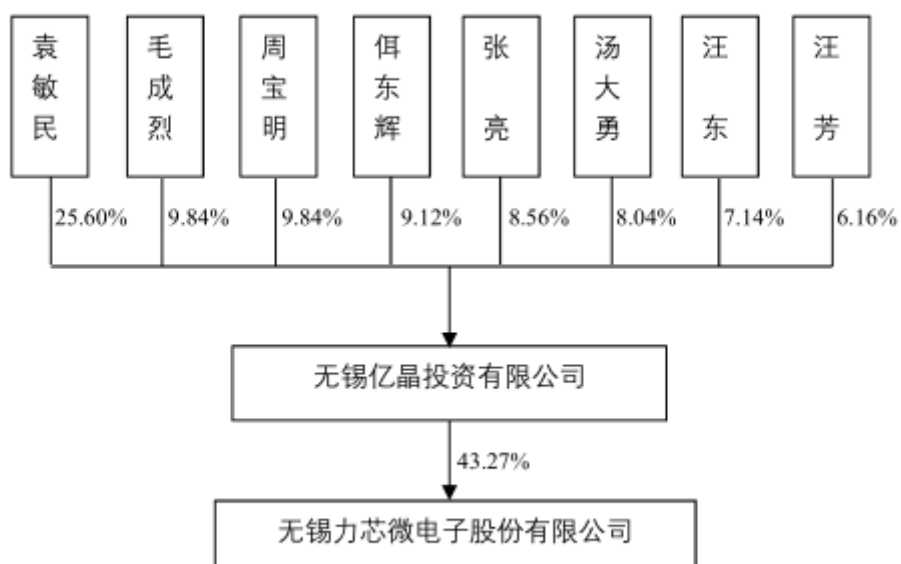 袁敏民
毛成烈
周宝明
佴东辉
张亮
汤大勇
汪东
汪芳
25.60%
9.84%
9.84%
9.12%
8.56%
8.04%
7.14%
6.16%
无锡亿晶投资有限公司
43.27%
无锡力芯微电子股份有限公司